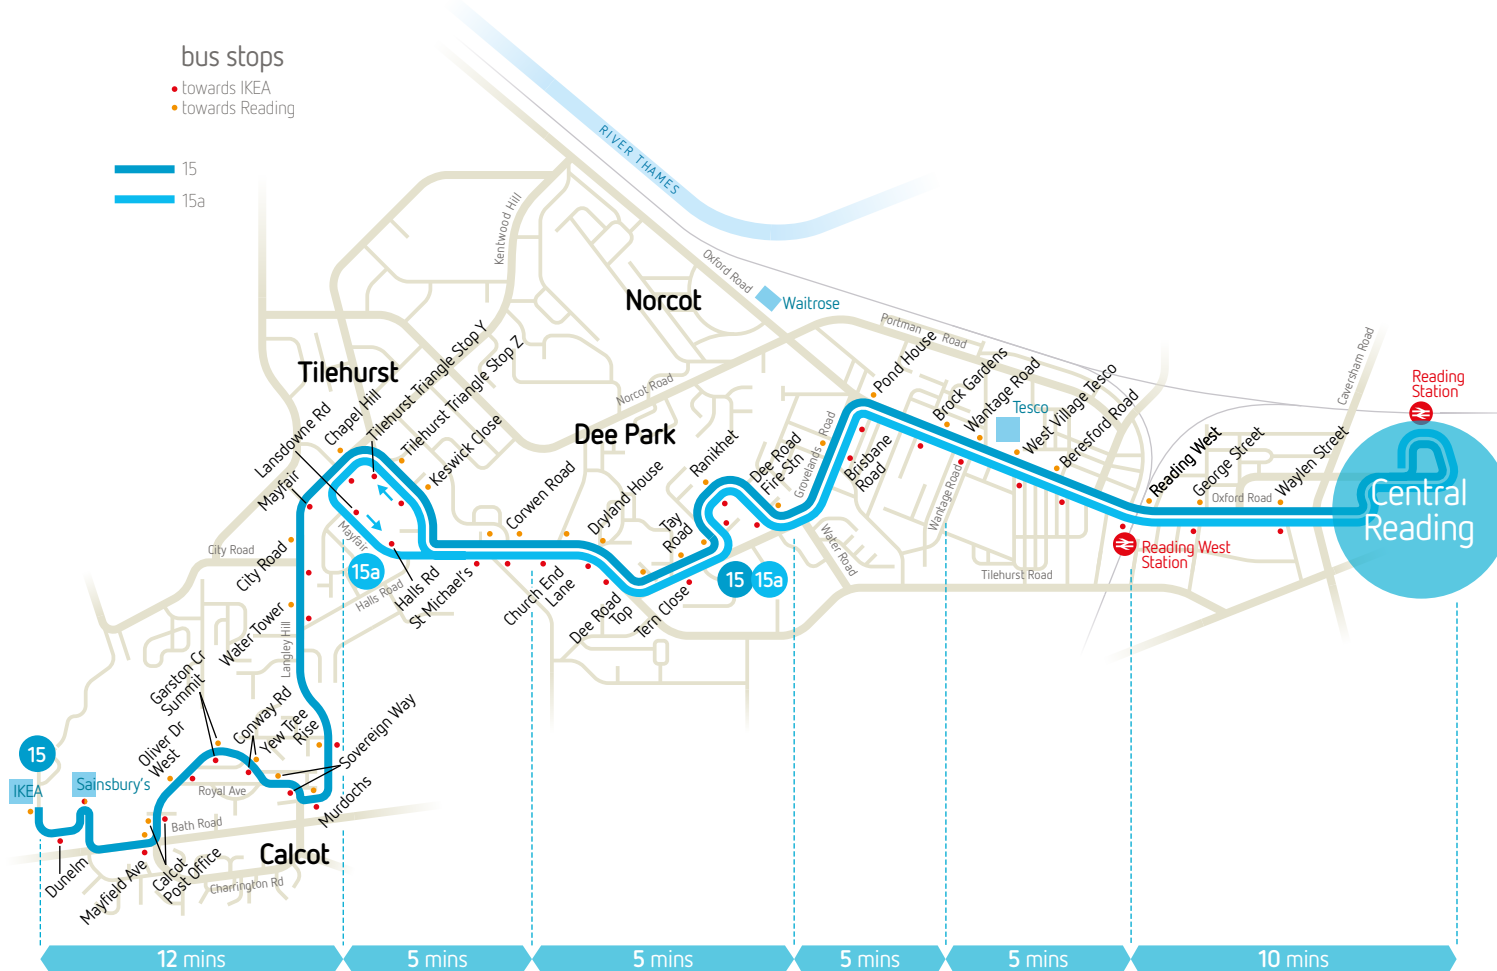 bus stops
towards IKEA
towards Reading
15
15a
RIVER THAMES
Kentwood Hill
Oxford Road
Norcot
Waitrose
Portman Road
Caversham Road
Tilehurst
Norcot Road
Dee Park
Tesco
Reading
Station
Lansdowne Rd
Mayfair
Chapel Hill
Tilehurst Triangle Stop Y
Tilehurst Triangle Stop Z
Keswick Close
Corwen Road
Dryland House
Tay
Road
Ranikhet
Dee Road
Fire Stn
Grovelands Road
Brisbane
Road
Pond House
Brock Gardens
Wantage Road
West Village Tesco
Beresford Road
Reading West
George Street
Oxford Road
Waylen Street
Central
Reading
Wantage Road
Reading West
Station
Water Road
Tilehurst Road
City Road
City Road
Mayfair
15a
Halls Road
Halls Rd
St Michael's
Church End
Lane
Dee Road
Top
Tern Close
15
15a
Water Tower
Langley Hill
Garston Cr
Summit
Oliver Dr
West
Conway Rd
Yew Tree
Rise
Sovereign Way
Murdochs
15
IKEA
Sainsbury's
Royal Ave
Bath Road
Dunelm
Mayfield Ave
Calcot
Post Office
Calcot
Charrington Rd
12 mins
5 mins
5 mins
5 mins
5 mins
10 mins